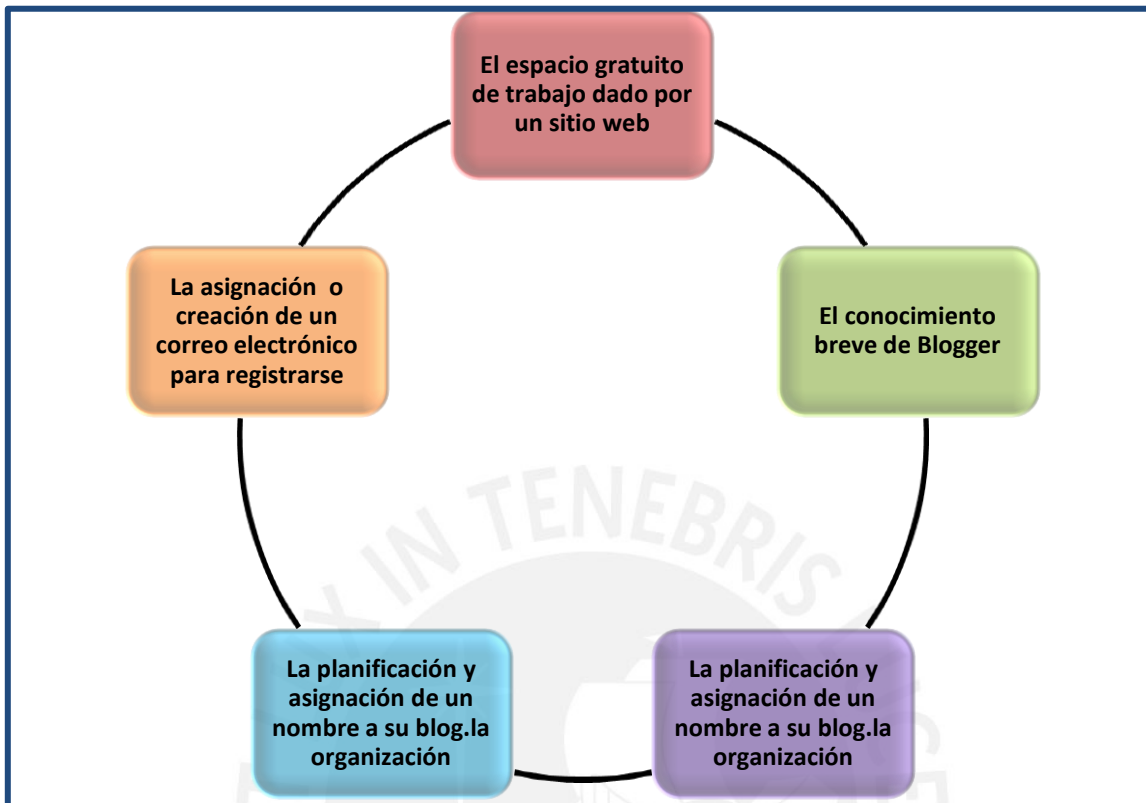 El espacio gratuito
de trabajo dado por
un sitio web
La asignación o
creación de un
correo electrónico
para registrarse
El conocimiento
breve de Blogger
IN TENEBRIS
La planificación y
asignación de un
nombre a su blog.la
organización
La planificación y
asignación de un
nombre a su blog.la
organización